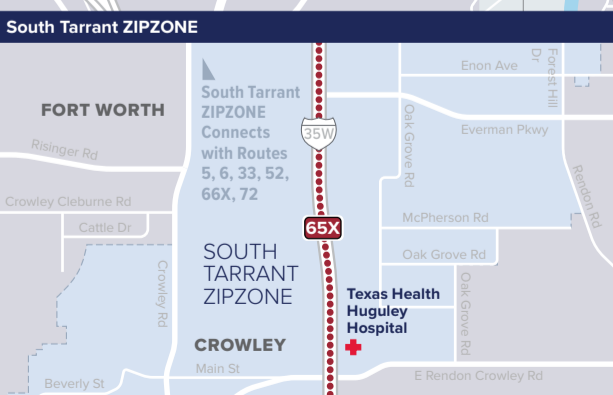 South Tarrant ZIPZONE
Enon Ave
Forest Hill
Dr
South Tarrant
ZIPZONE
Connects
with Routes
5, 6, 33, 52,
66X, 72
FORT WORTH
35W
Oak Grove Rd
Everman Pkwy
Risinger Rd
Rendon Rd
Crowley Cleburne Rd
Cattle Dr
65X
McPherson Rd
SOUTH
TARRANT
ZIPZONE
Oak Grove Rd
Crowley Rd
Oak Grove Rd
Texas Health
Huguley
Hospital
CROWLEY
Main St
E Rendon Crowley Rd
Beverly St